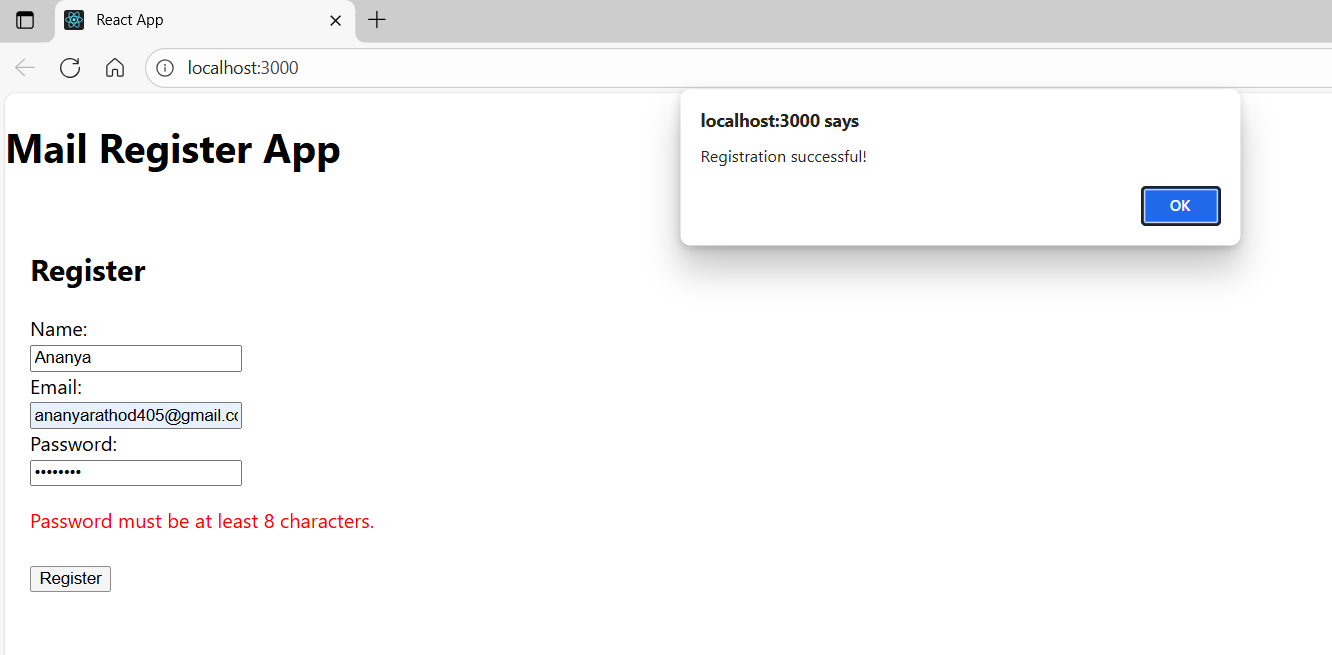 React App
localhost:3000
localhost:3000 says
Registration successful!
OK
Mail Register App
Register
Name:
Ananya
Email:
ananyarathod405@gmail.co
Password:
••••••••
Password must be at least 8 characters.
Register